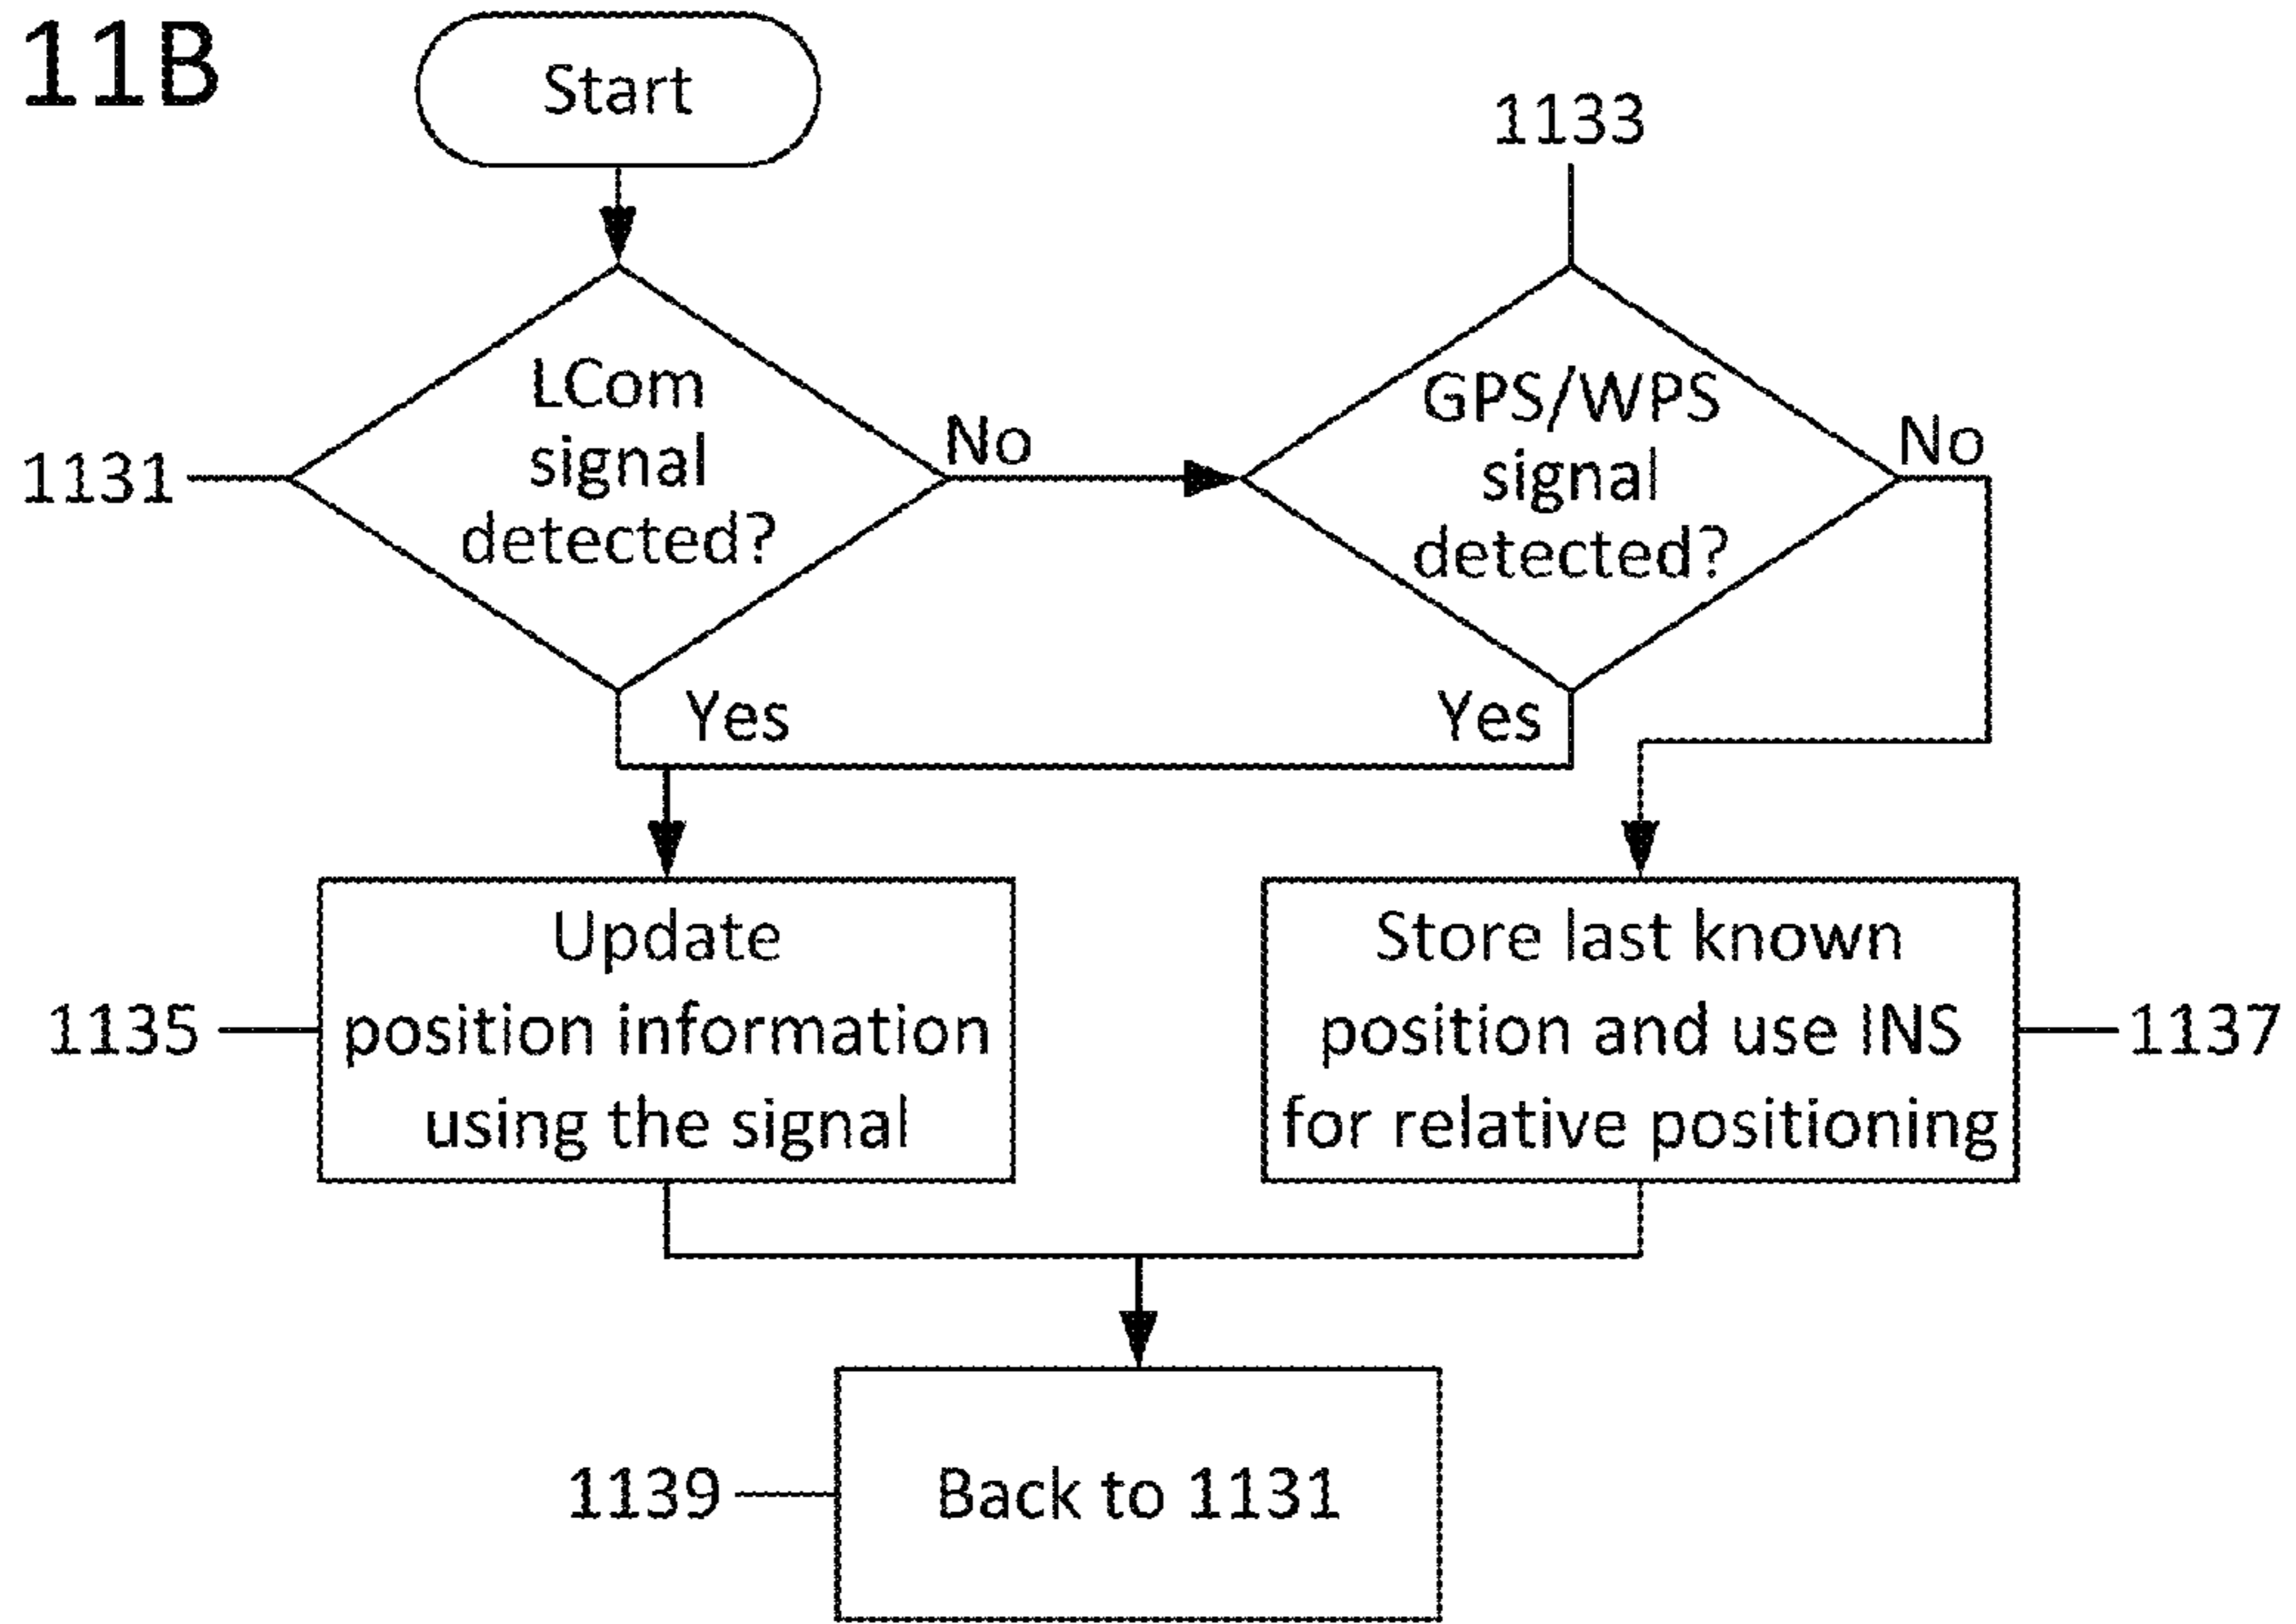 11B
Start
1133
LCom
signal
detected?
No
1131
GPS/WPS
signal
detected?
No
Yes
Yes
Update
position information
using the signal
1135
Store last known
position and use INS
for relative positioning
1137
1139
Back to 1131